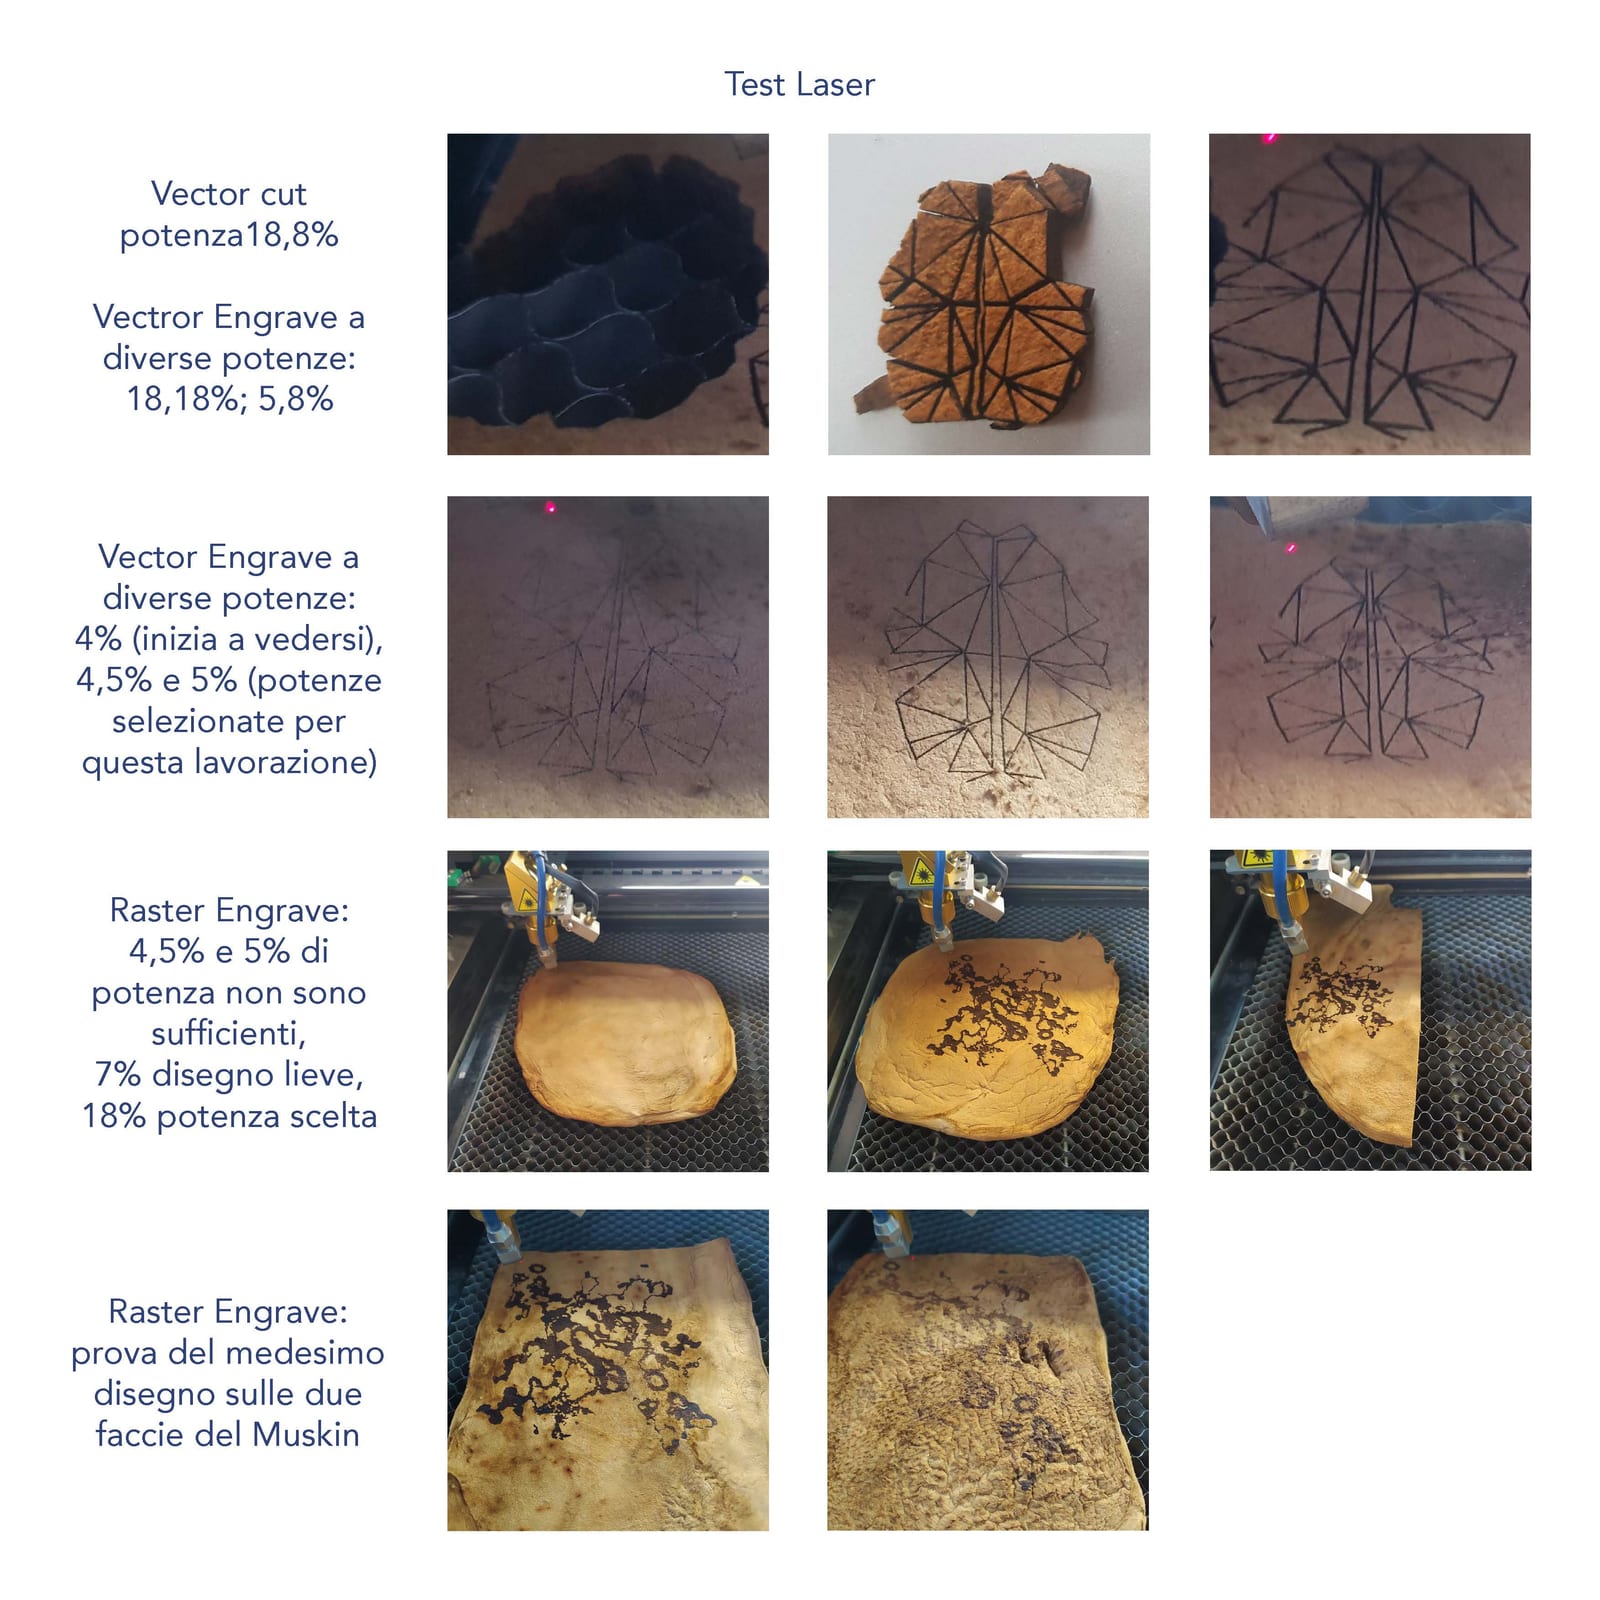 Test Laser
Vector cut
potenza18,8%
Vectror Engrave a
diverse potenze:
18,18%; 5,8%
Vector Engrave a
diverse potenze:
4% (inizia a vedersi),
4,5% e 5% (potenze
selezionate per
questa lavorazione)
Raster Engrave:
4,5% e 5% di
potenza non sono
sufficienti,
7% disegno lieve,
18% potenza scelta
Raster Engrave:
prova del medesimo
disegno sulle due
faccie del Muskin